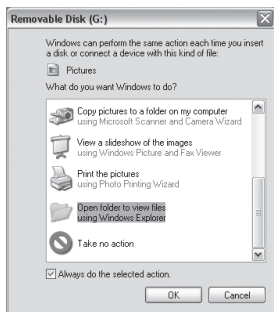 Removable Disk (G:)
Windows can perform the same action each time you insert
a disk or connect a device with this kind of file:
Pictures
What do you want Windows to do?
Copy pictures to a folder on my computer
using Microsoft Scanner and Camera Wizard
View a slideshow of the images
using Windows Picture and Fax Viewer
Print the pictures
using Photo Printing Wizard
Open folder to view files
using Windows Explorer
Take no action
Always do the selected action.
OK
Cancel